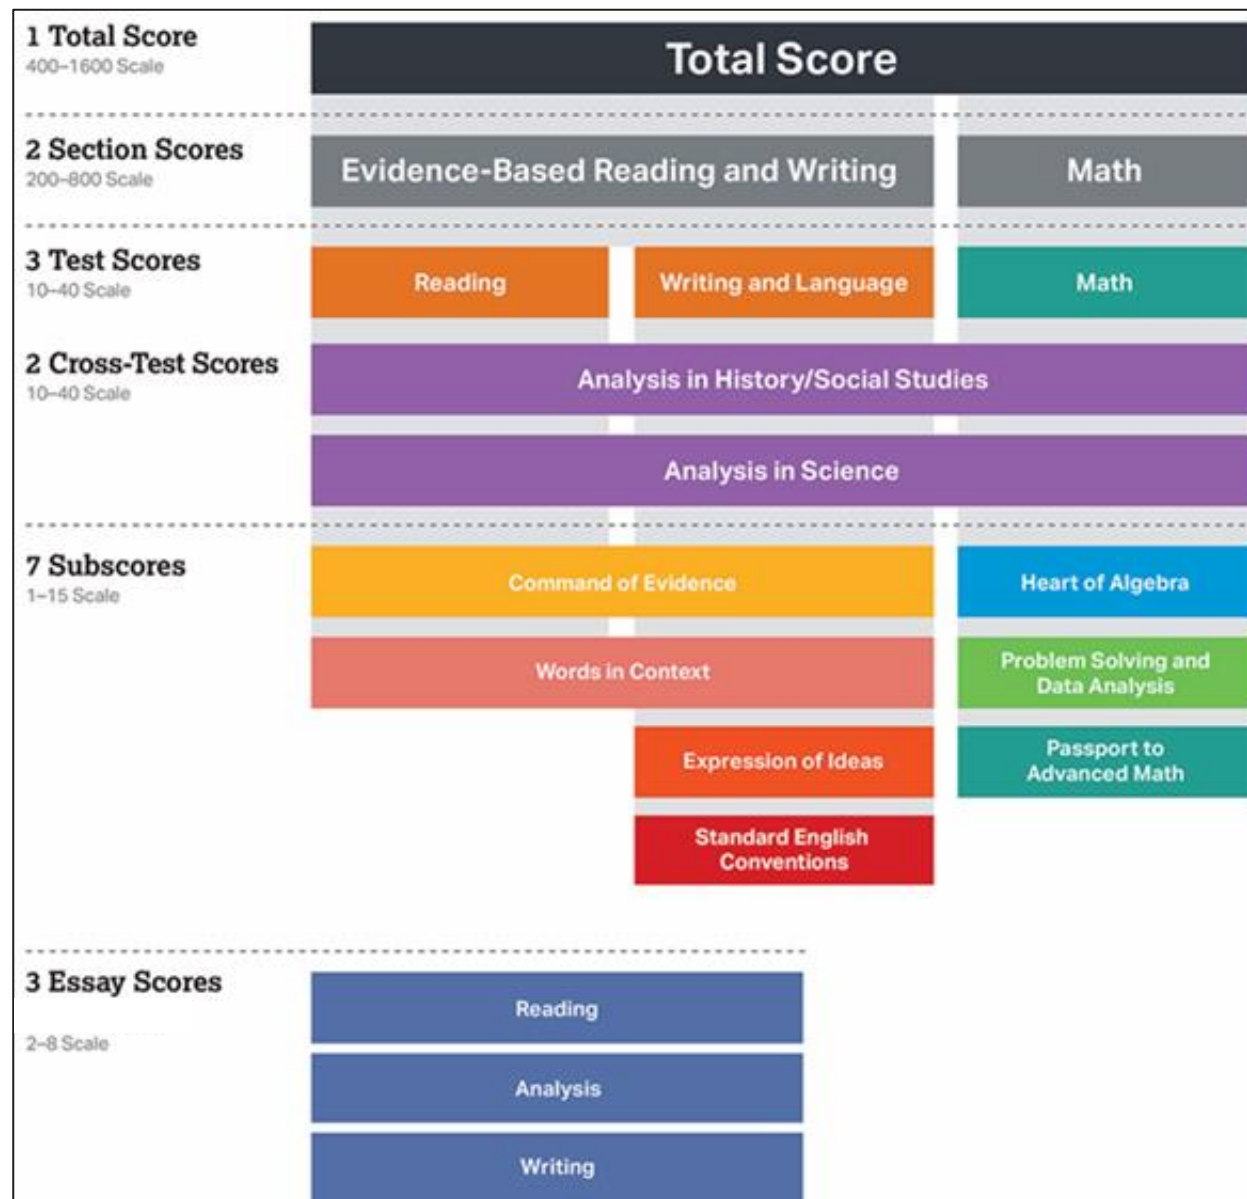 1 Total Score
400–1600 Scale
Total Score
2 Section Scores
200–800 Scale
Evidence-Based Reading and Writing
Math
3 Test Scores
10–40 Scale
Reading
Writing and Language
Math
2 Cross-Test Scores
10–40 Scale
Analysis in History/Social Studies
Analysis in Science
7 Subscores
1–15 Scale
Command of Evidence
Heart of Algebra
Words in Context
Problem Solving and
Data Analysis
Expression of Ideas
Passport to
Advanced Math
Standard English
Conventions
3 Essay Scores
2–8 Scale
Reading
Analysis
Writing